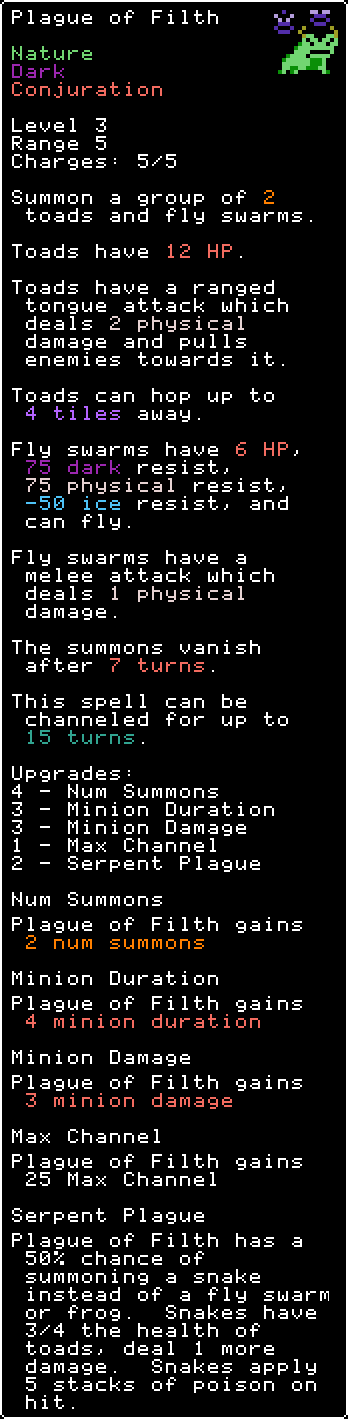 Plague of Filth
Nature
Dark
Conjuration
Level 3
Range 5
Charges: 5/5
Summon a group of 2
toads and fly swarms.
Toads have 12 HP.
Toads have a ranged
tongue attack which
deals 2 physical
damage and pulls
enemies towards it.
Toads can hop up to
4 tiles away.
Fly swarms have 6 HP,
75 dark resist,
75 physical resist,
-50 ice resist, and
can fly.
Fly swarms have a
melee attack which
deals 1 physical
damage.
The summons vanish
after 7 turns.
This spell can be
channeled for up to
15 turns.
Upgrades:
4 - Num Summons
3 - Minion Duration
3 - Minion Damage
1 - Max Channel
2 - Serpent Plague
Num Summons
Plague of Filth gains
2 num summons
Minion Duration
Plague of Filth gains
4 minion duration
Minion Damage
Plague of Filth gains
3 minion damage
Max Channel
Plague of Filth gains
25 Max Channel
Serpent Plague
Plague of Filth has a
50% chance of
summoning a snake
instead of a fly swarm
or frog.  Snakes have
3/4 the health of
toads, deal 1 more
damage.  Snakes apply
5 stacks of poison on
hit.